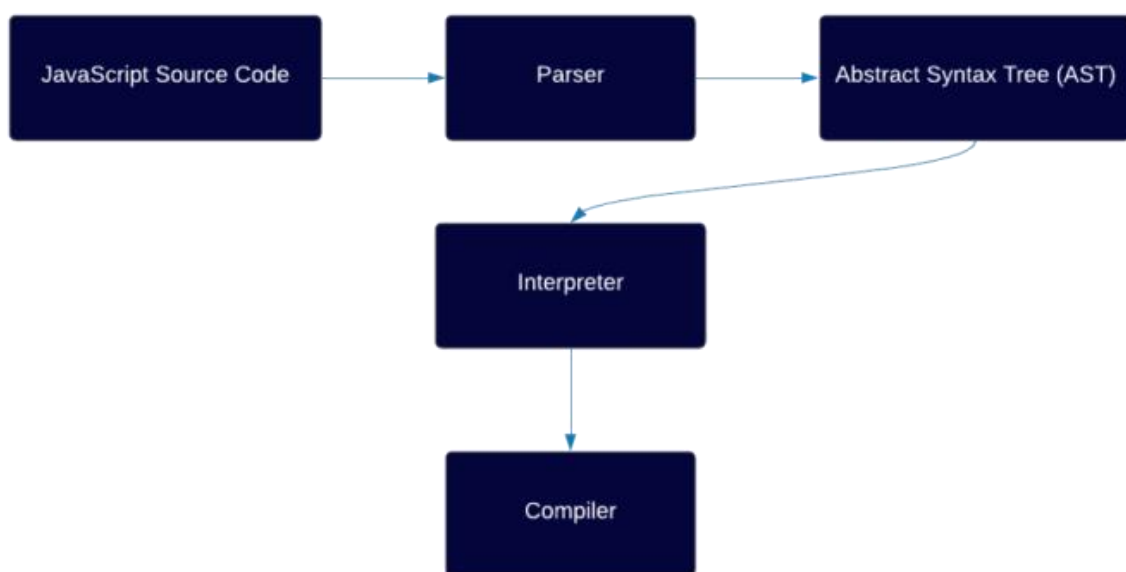 JavaScript Source Code
Parser
Abstract Syntax Tree (AST)
Interpreter
Compiler